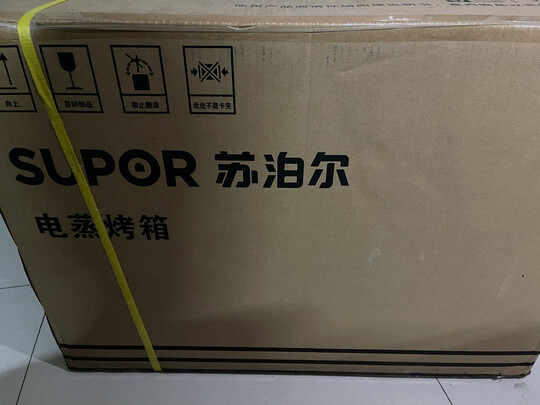 向上
易碎物品
禁止翻滚
此处不能卡夹
SUPOR 苏泊尔
电蒸烤箱